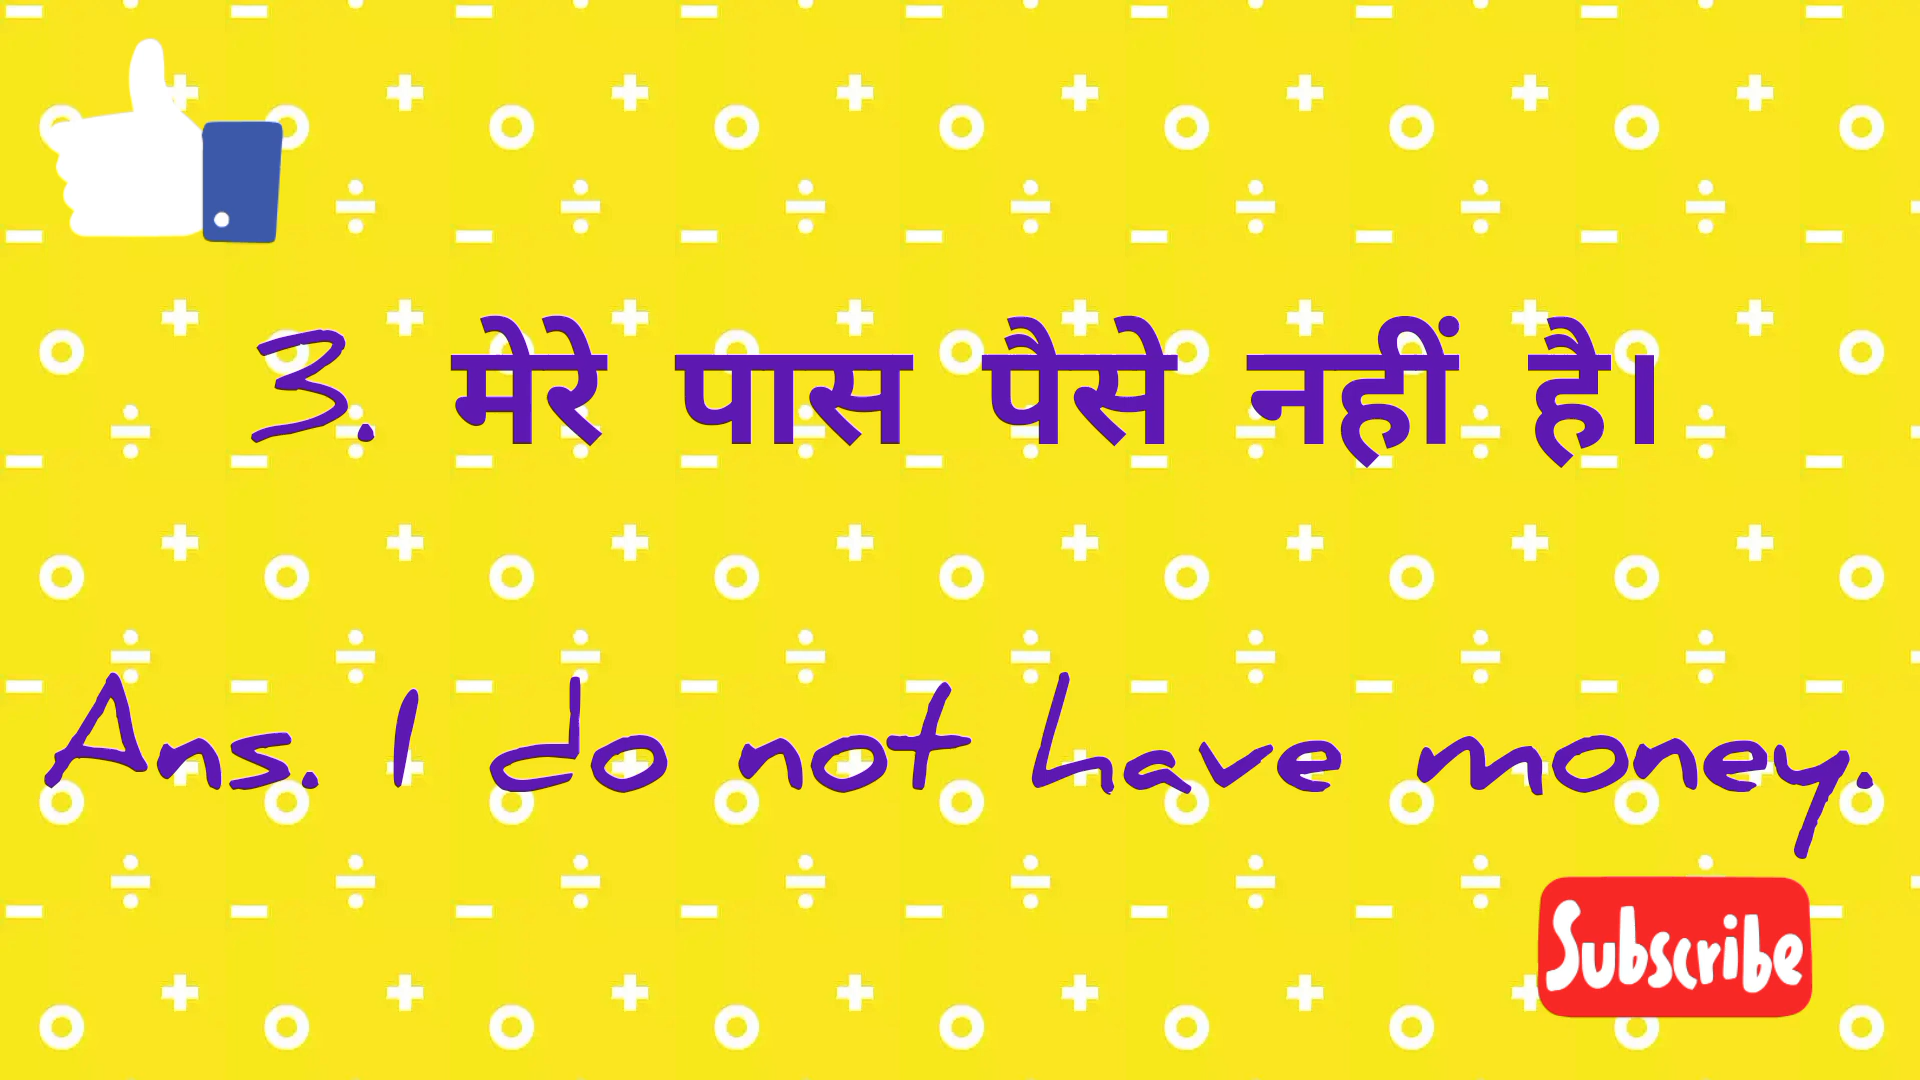 3. मेरे पास पैसे नहीं है।
Ans. I do not have money.
Subscribe